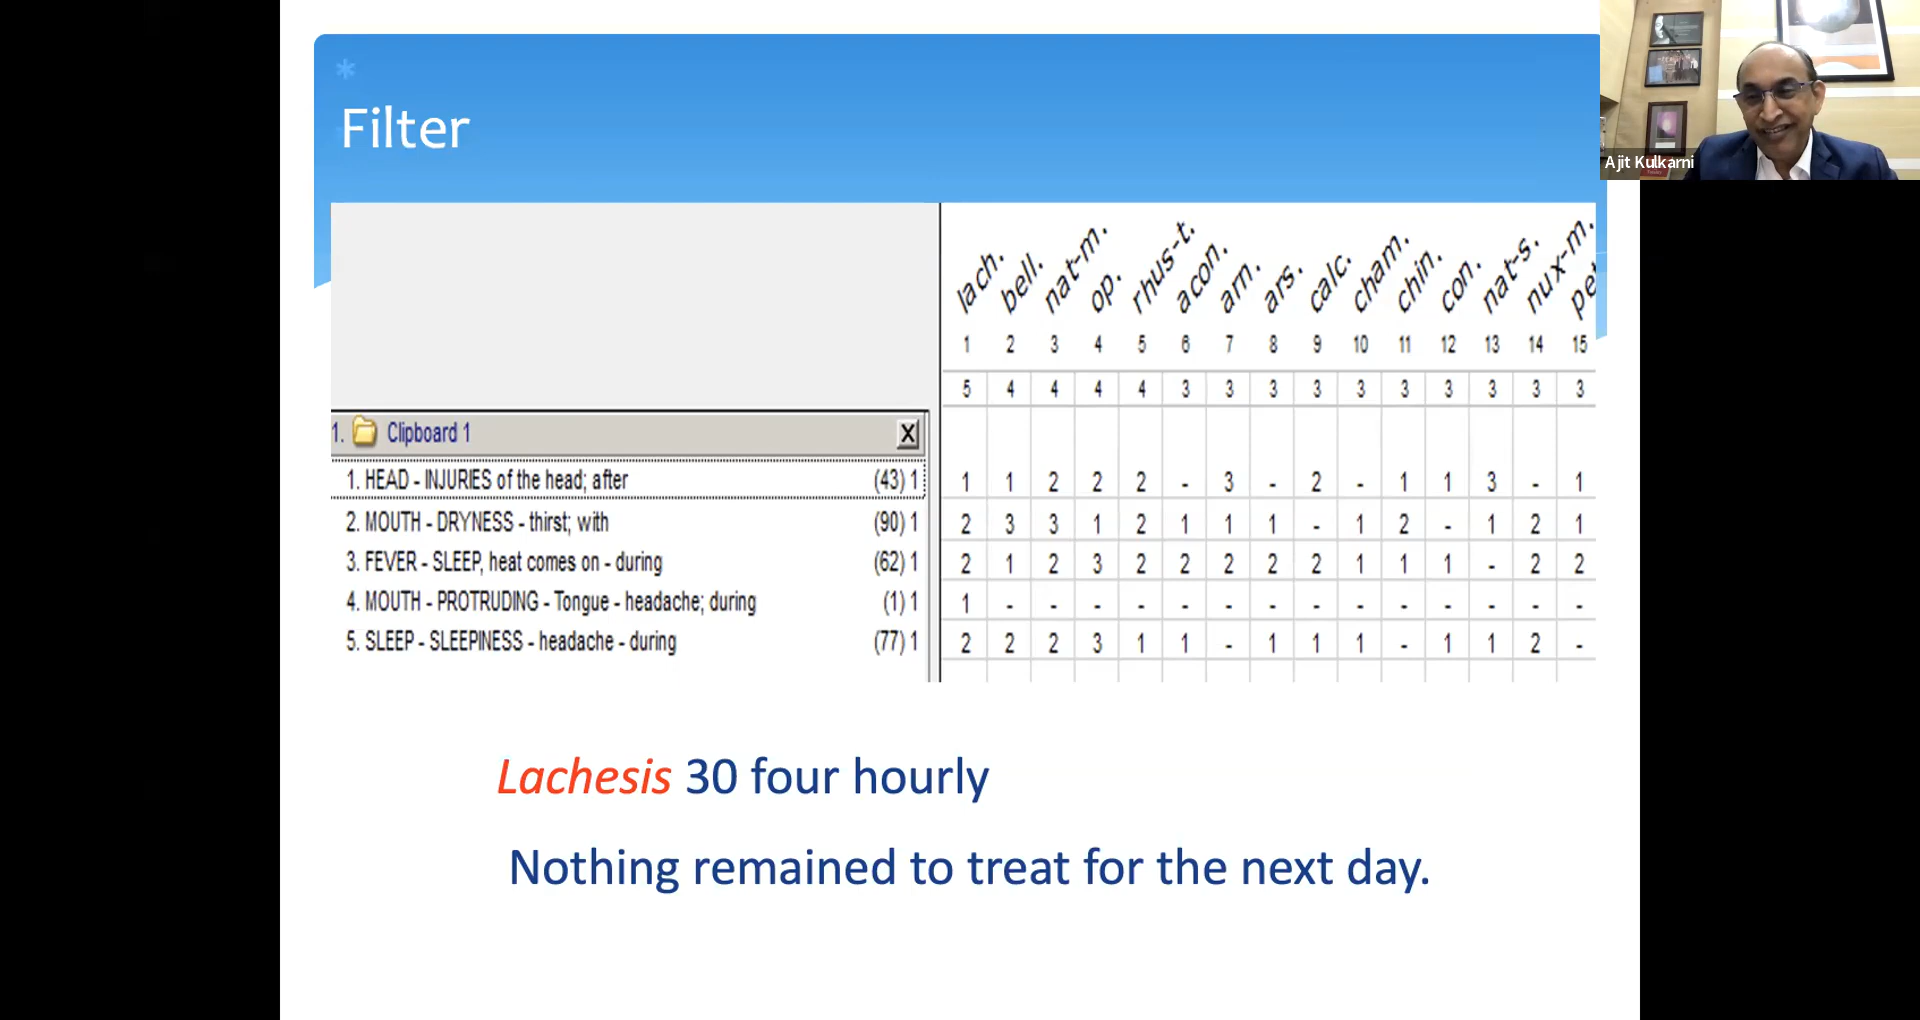 *
Filter
Ajit Kulkarni
lach. bell. nat-m. op. rhus-t. acon. arn. ars. calc. cham. chin. con. nat-s. nux-m. pet
1 2 3 4 5 6 7 8 9 10 11 12 13 14 15
5 4 4 4 4 3 3 3 3 3 3 3 3 3 3
1. Clipboard 1 X
1. HEAD - INJURIES of the head; after (43) 1 1 1 2 2 2 - 3 - 2 - 1 1 3 - 1
2. MOUTH - DRYNESS - thirst; with (90) 1 2 3 3 1 2 1 1 1 - 1 2 - 1 2 1
3. FEVER - SLEEP, heat comes on - during (62) 1 2 1 2 3 2 2 2 2 2 1 1 1 - 2 2
4. MOUTH - PROTRUDING - Tongue - headache; during (1) 1 1 - - - - - - - - - - - - - -
5. SLEEP - SLEEPINESS - headache - during (77) 1 2 2 2 3 1 1 - 1 1 1 - 1 1 2 -
Lachesis 30 four hourly
Nothing remained to treat for the next day.